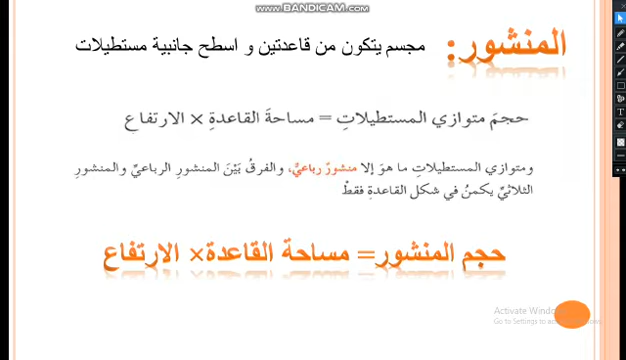 www.BANDICAM.com
المنشور: مجسم يتكون من قاعدتين و اسطح جانبية مستطيلات
حجمَ متوازي المستطيلاتِ = مساحةَ القاعدةِ × الارتفاع
ومتوازي المستطيلاتِ ما هوَ إلا منشورٌ رباعيٌّ، والفرقُ بَيْنَ المنشورِ الرباعيِّ والمنشورِ
الثلاثيِّ يكمنُ في شكل القاعدةِ فقطْ
حجم المنشور= مساحة القاعدة× الارتفاع
Activate Windo
Go to Settings to activate Windows.